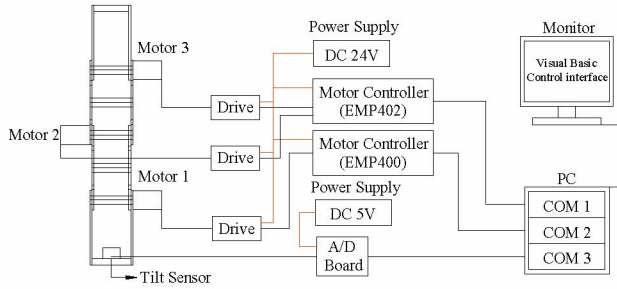 Power Supply
Monitor
Motor 3
DC 24V
Visual Basic
Control interface
Motor Controller
(EMP402)
Drive
Motor 2
Motor Controller
(EMP400)
Drive
Motor 1
Power Supply
PC
DC 5V
COM 1
Drive
COM 2
A/D
Board
COM 3
Tilt Sensor